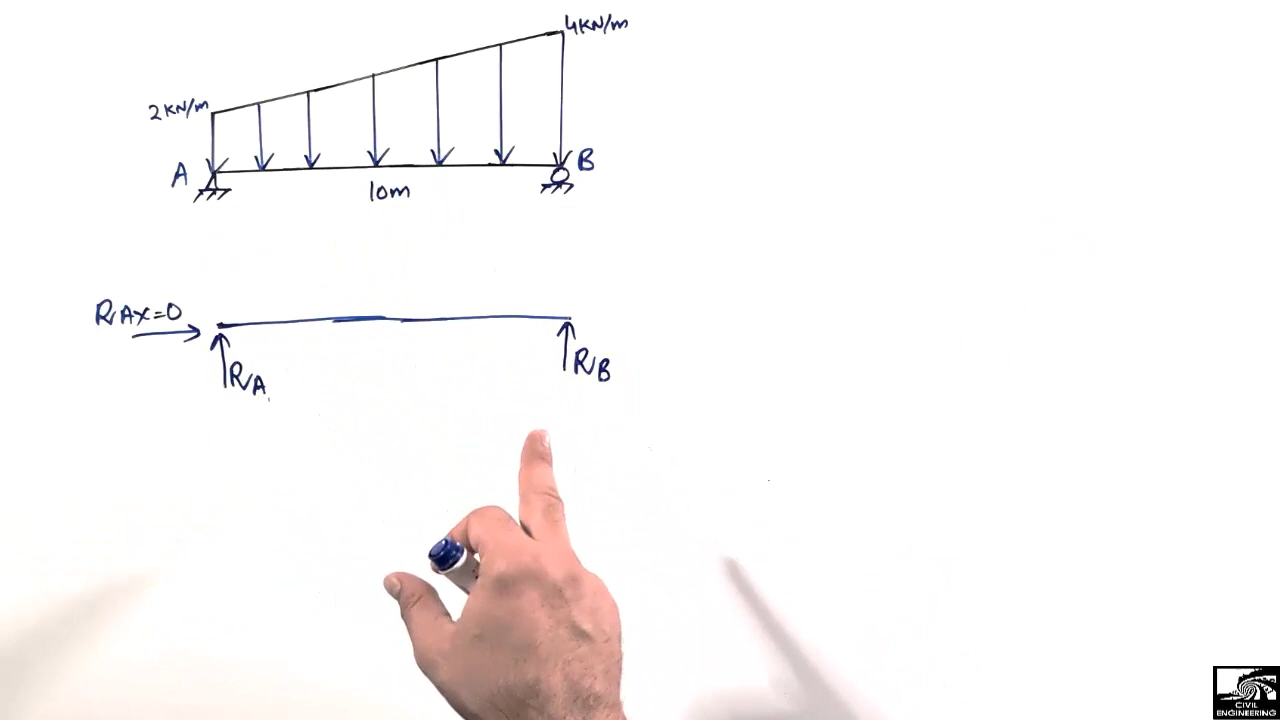 4KN/m
2KN/m
A
B
10m
RAX=0
RA
RB
CIVIL
ENGINEERING